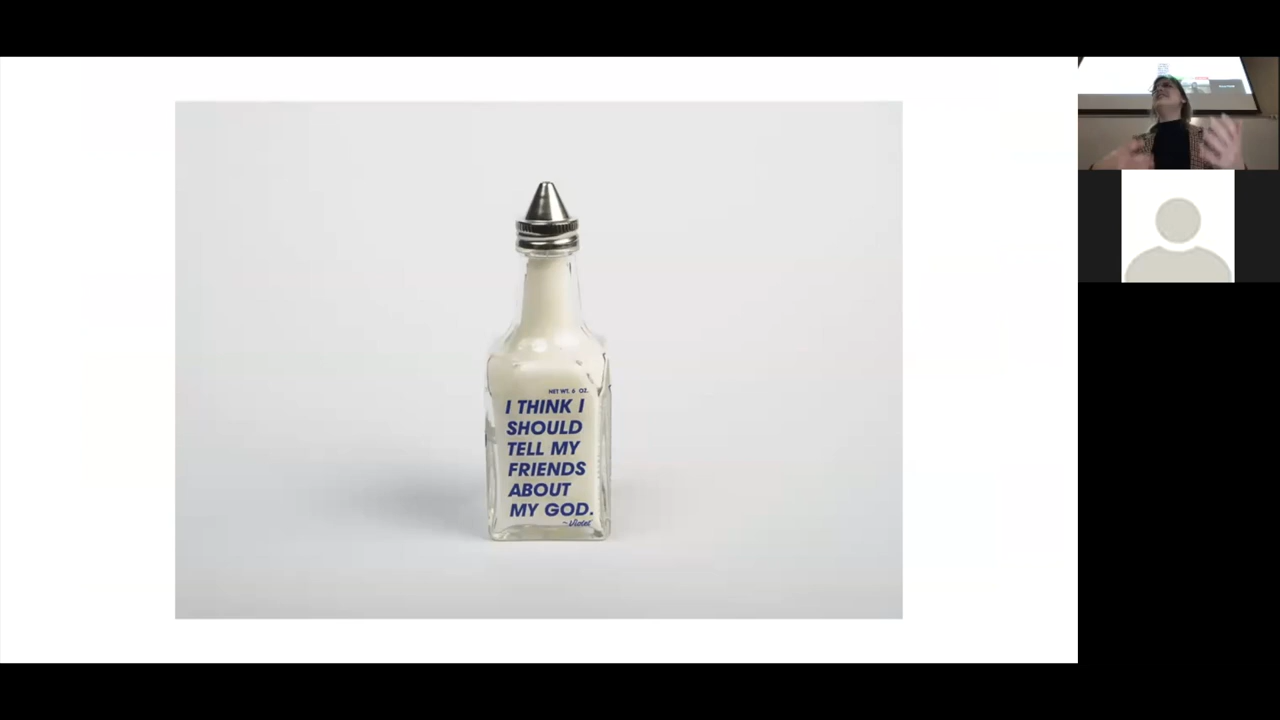 NET WT. 6 OZ.
I THINK I
SHOULD
TELL MY
FRIENDS
ABOUT
MY GOD.
~Violet